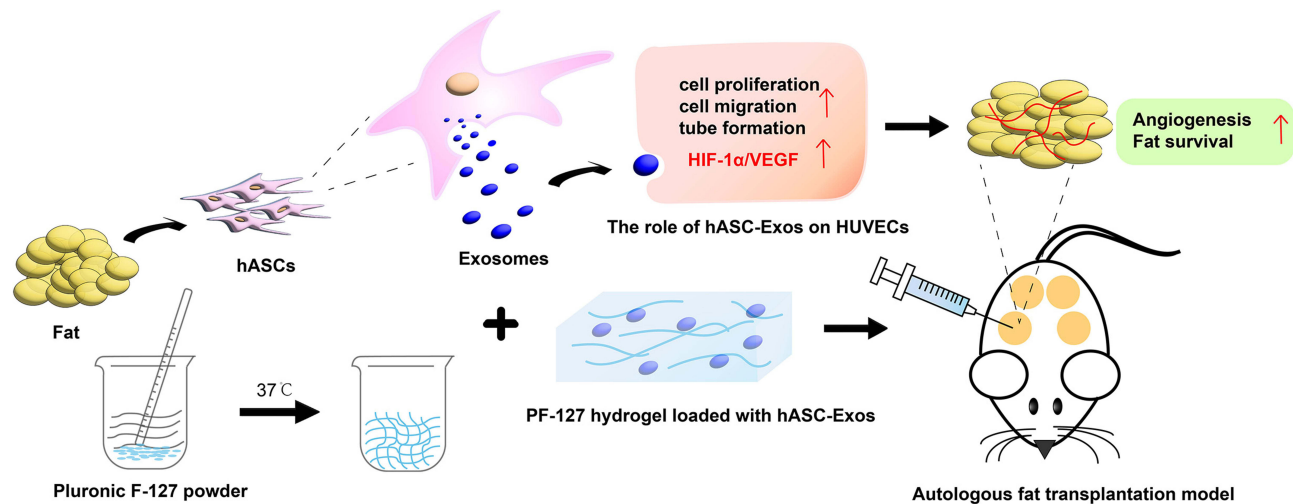 cell proliferation
cell migration
tube formation
HIF-1α/VEGF
Angiogenesis
Fat survival
The role of hASC-Exos on HUVECs
hASCs
Exosomes
Fat
37℃
PF-127 hydrogel loaded with hASC-Exos
Pluronic F-127 powder
Autologous fat transplantation model